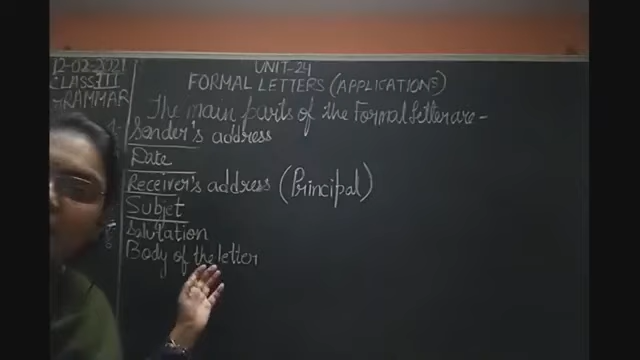 12-02-2021
CLASS III
GRAMMAR
UNIT-24
FORMAL LETTERS (APPLICATIONS)
The main parts of the Formal letter are -
Sender's address
Date
Receiver's address (Principal)
Subjet
Salutation
Body of the letter